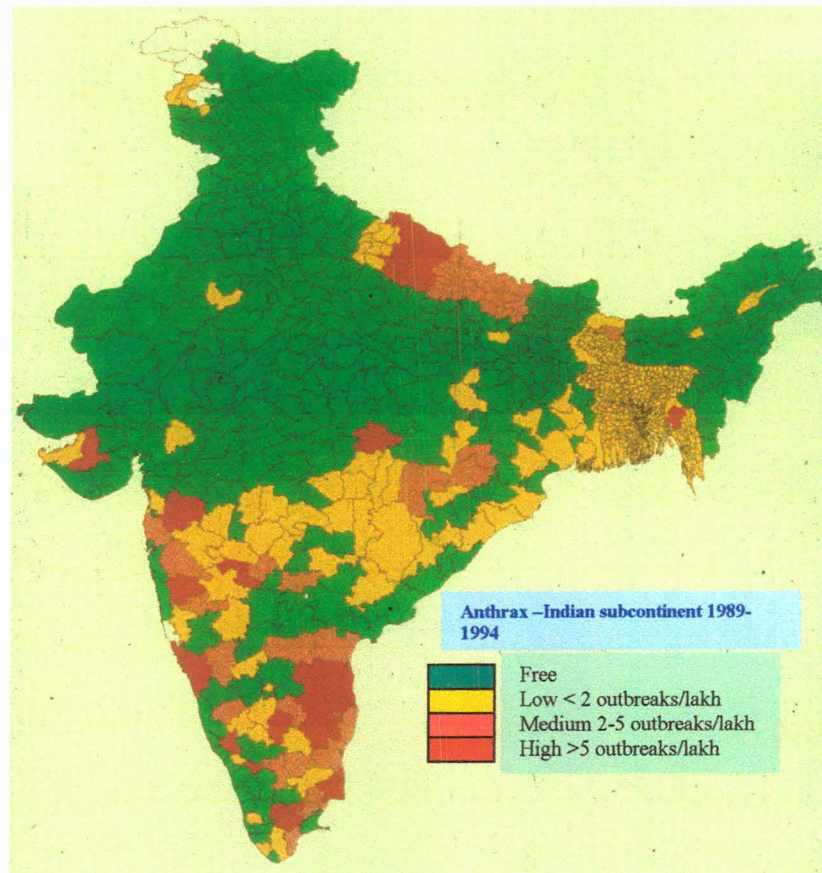 Anthrax –Indian subcontinent 1989-
1994
Free
Low < 2 outbreaks/lakh
Medium 2-5 outbreaks/lakh
High >5 outbreaks/lakh